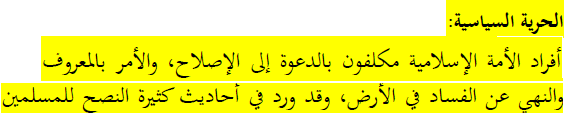 الحرية السياسية:
أفراد الأمة الإسلامية مكلفون بالدعوة إلى الإصلاح، والأمر بالمعروف
والنهي عن الفساد في الأرض، وقد ورد في أحاديث كثيرة النصح للمسلمين